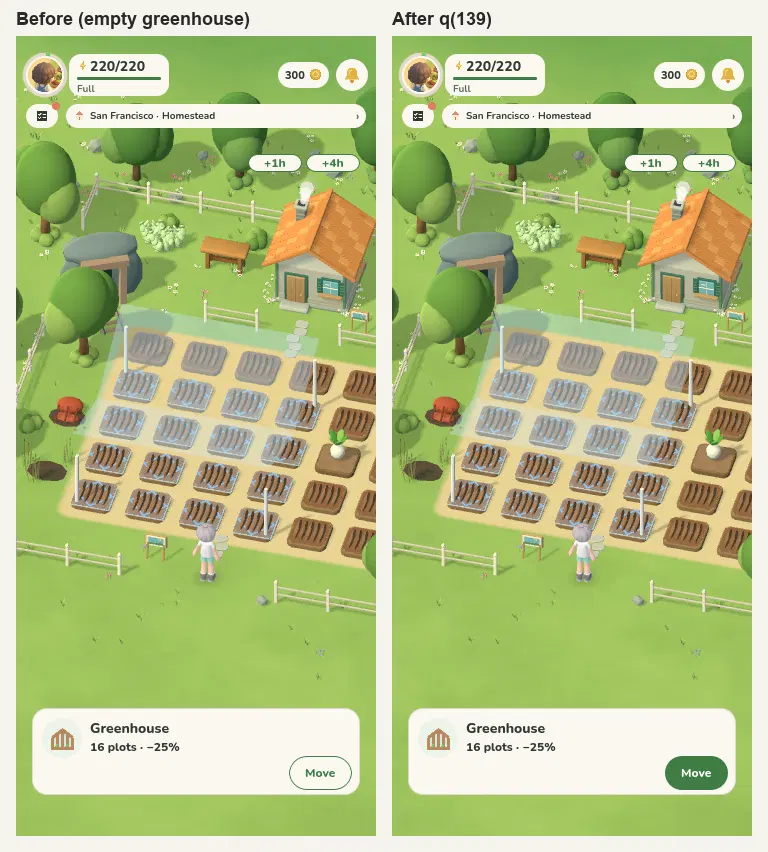 Before (empty greenhouse)
220/220
Full
300
San Francisco · Homestead ›
+1h +4h
Greenhouse
16 plots · −25%
Move
After q(139)
220/220
Full
300
San Francisco · Homestead ›
+1h +4h
Greenhouse
16 plots · −25%
Move